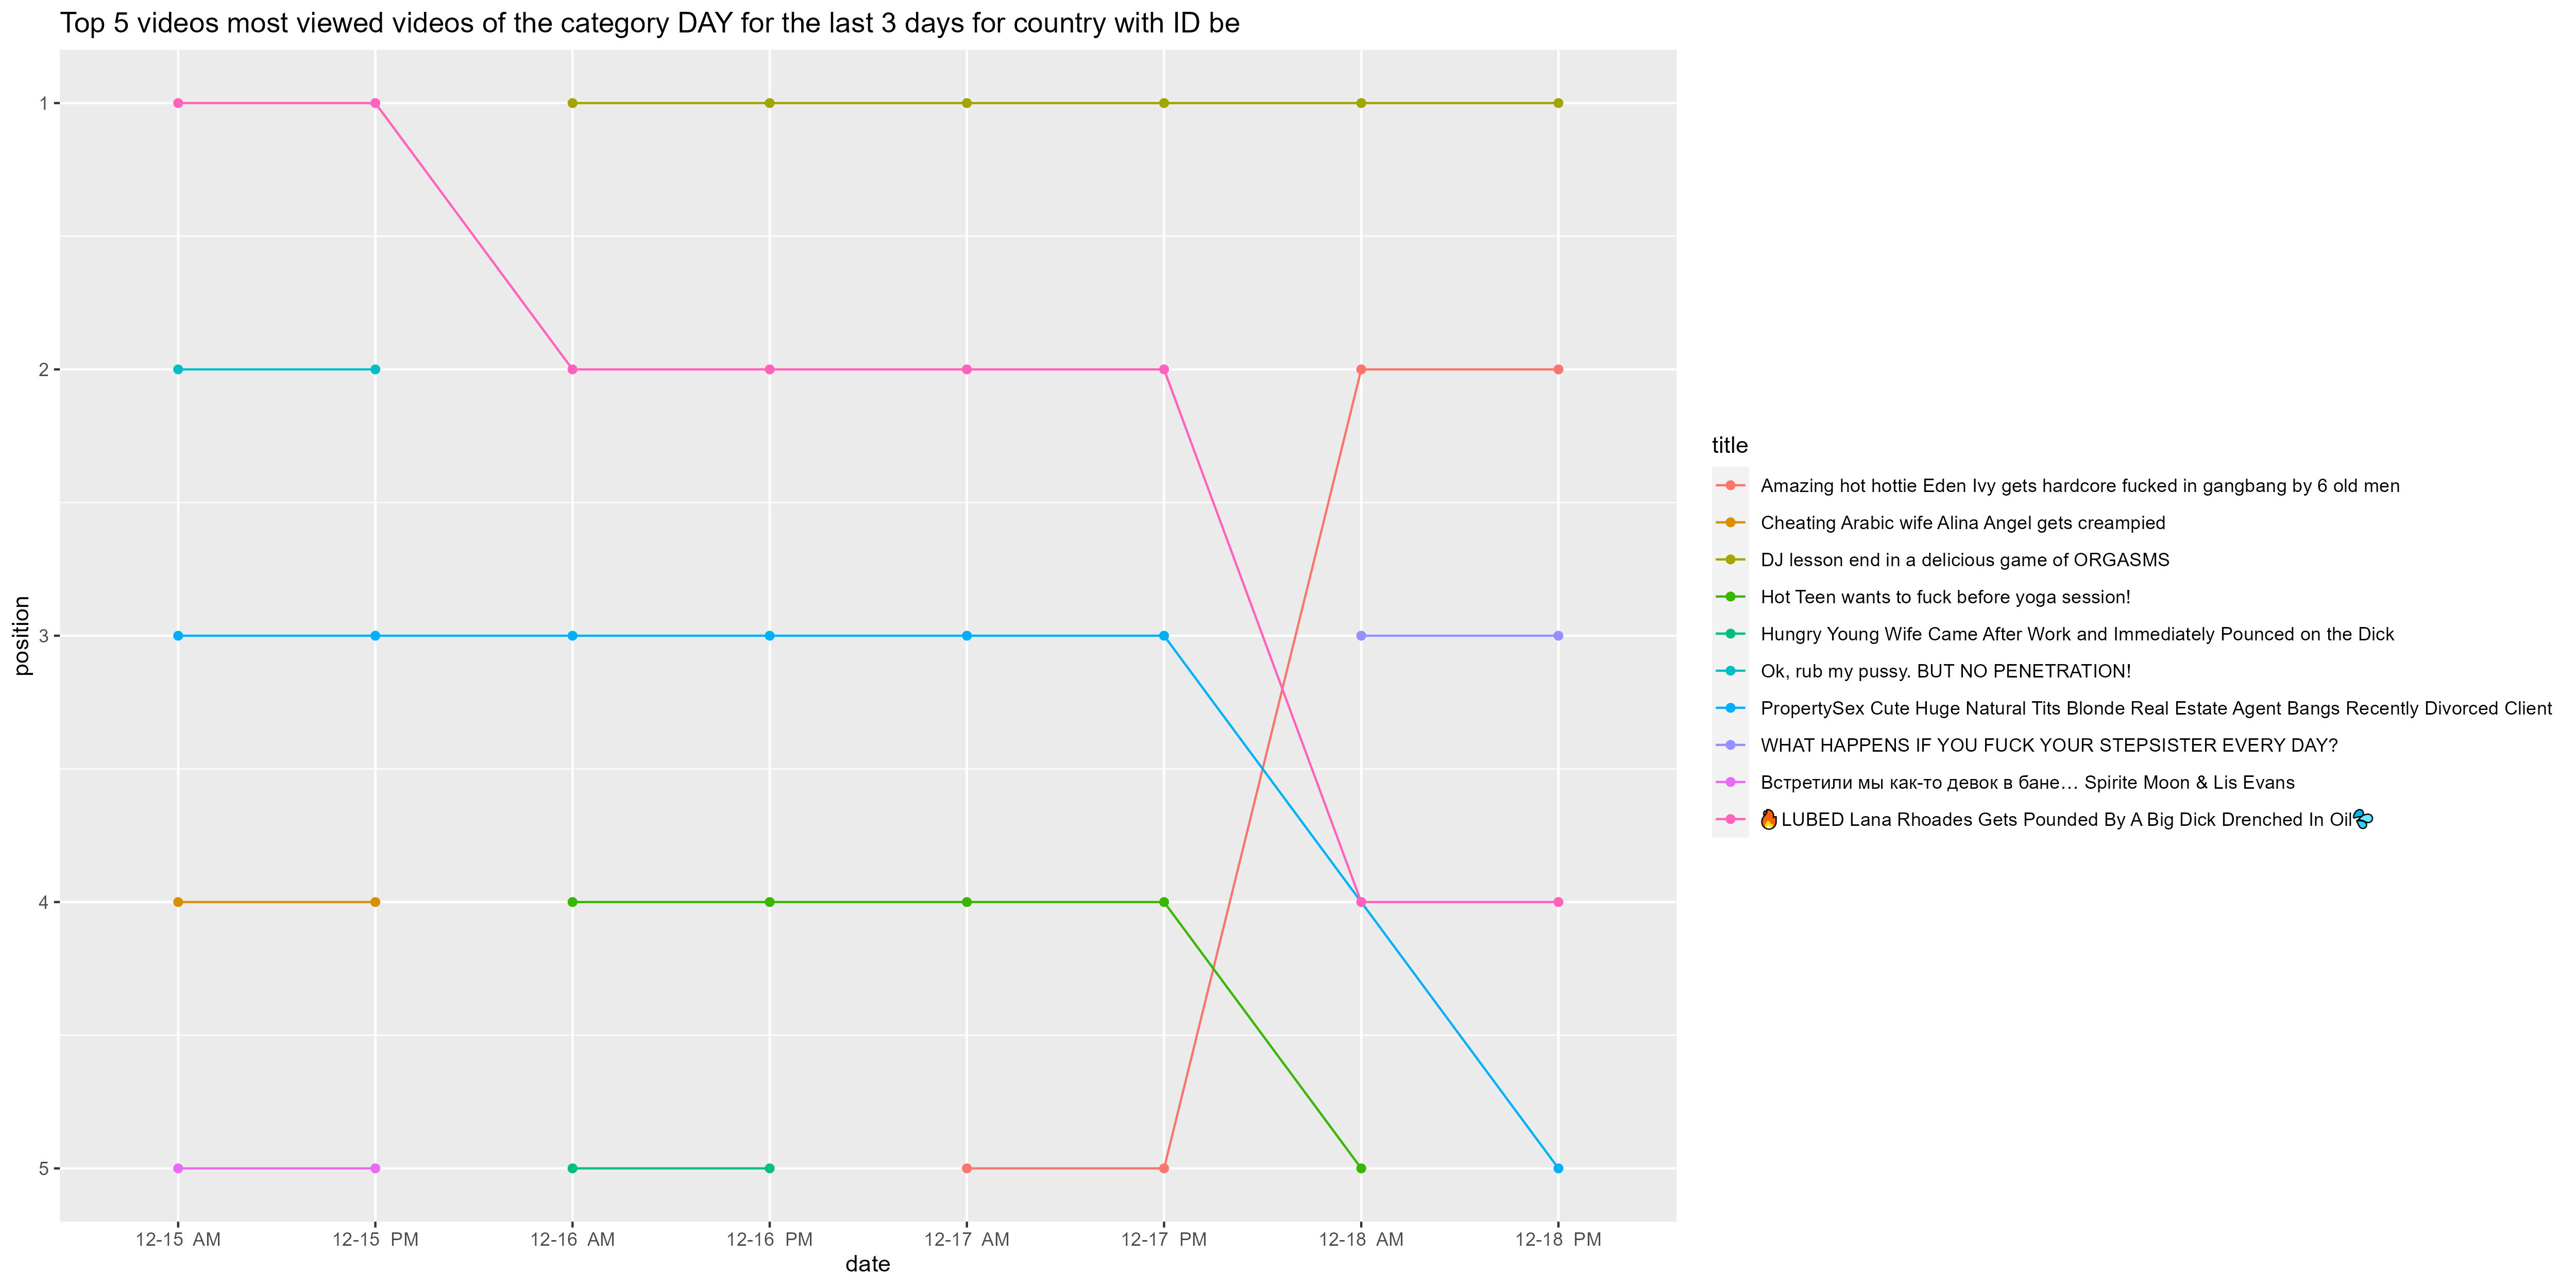 Top 5 videos most viewed videos of the category DAY for the last 3 days for country with ID be
position
1
2
3
4
5
12-15 AM
12-15 PM
12-16 AM
12-16 PM
12-17 AM
12-17 PM
12-18 AM
12-18 PM
date
title
Amazing hot hottie Eden Ivy gets hardcore fucked in gangbang by 6 old men
Cheating Arabic wife Alina Angel gets creampied
DJ lesson end in a delicious game of ORGASMS
Hot Teen wants to fuck before yoga session!
Hungry Young Wife Came After Work and Immediately Pounced on the Dick
Ok, rub my pussy. BUT NO PENETRATION!
PropertySex Cute Huge Natural Tits Blonde Real Estate Agent Bangs Recently Divorced Client
WHAT HAPPENS IF YOU FUCK YOUR STEPSISTER EVERY DAY?
Встретили мы как-то девок в бане… Spirite Moon & Lis Evans
🔥LUBED Lana Rhoades Gets Pounded By A Big Dick Drenched In Oil💦